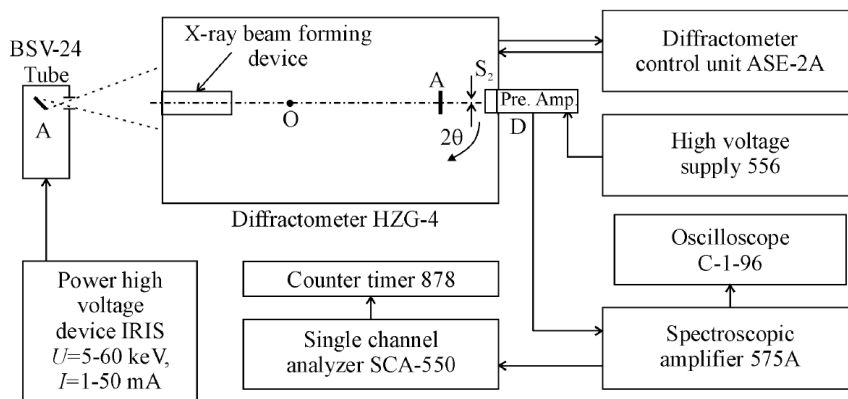 BSV-24
Tube
A
X-ray beam forming
device
O
A
S₂
2θ
Pre. Amp.
D
Diffractometer HZG-4
Diffractometer
control unit ASE-2A
High voltage
supply 556
Oscilloscope
C-1-96
Power high
voltage
device IRIS
U=5-60 keV,
I=1-50 mA
Counter timer 878
Single channel
analyzer SCA-550
Spectroscopic
amplifier 575A